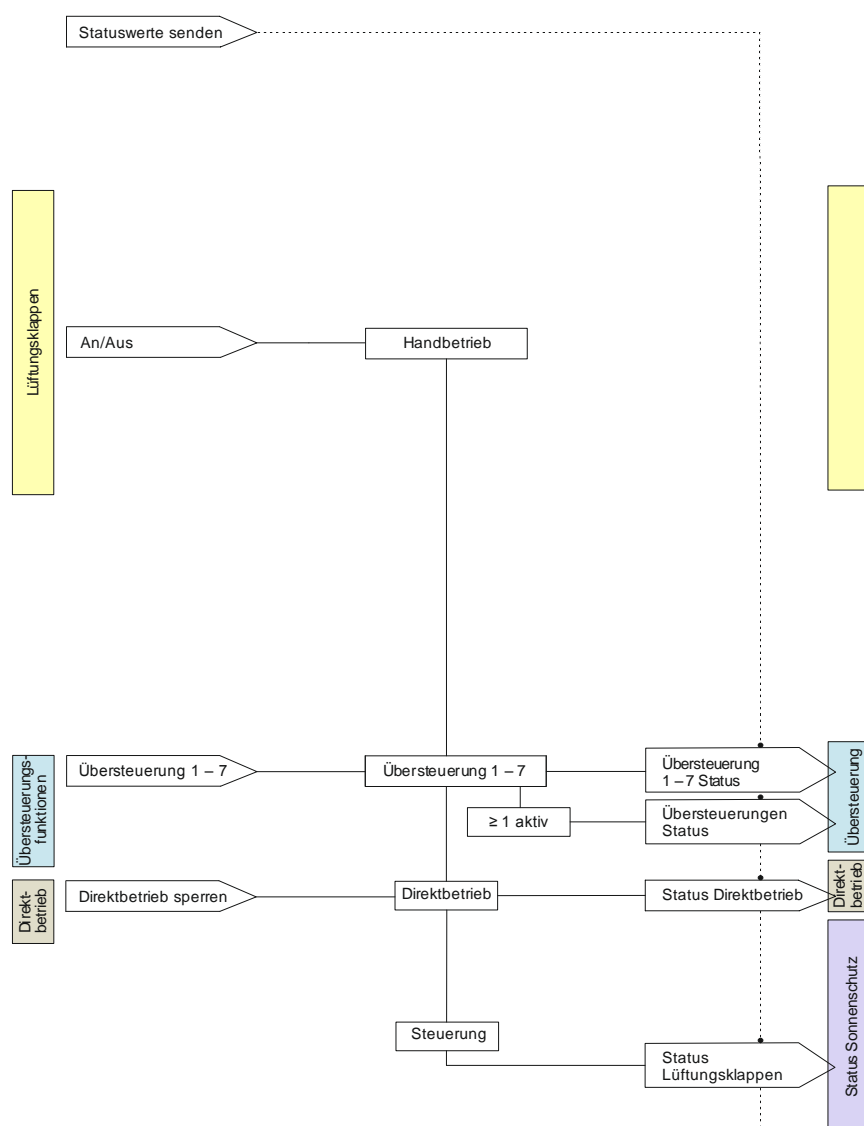 Statuswerte senden
Lüftungsklappen
An/Aus
Handbetrieb
Übersteuerungs-
funktionen
Übersteuerung 1 – 7
Übersteuerung 1 – 7
Übersteuerung
1 – 7 Status
Übersteuerung
≥ 1 aktiv
Übersteuerungen
Status
Direkt-
betrieb
Direktbetrieb sperren
Direktbetrieb
Status Direktbetrieb
Direkt-
betrieb
Steuerung
Status
Lüftungsklappen
Status Sonnenschutz